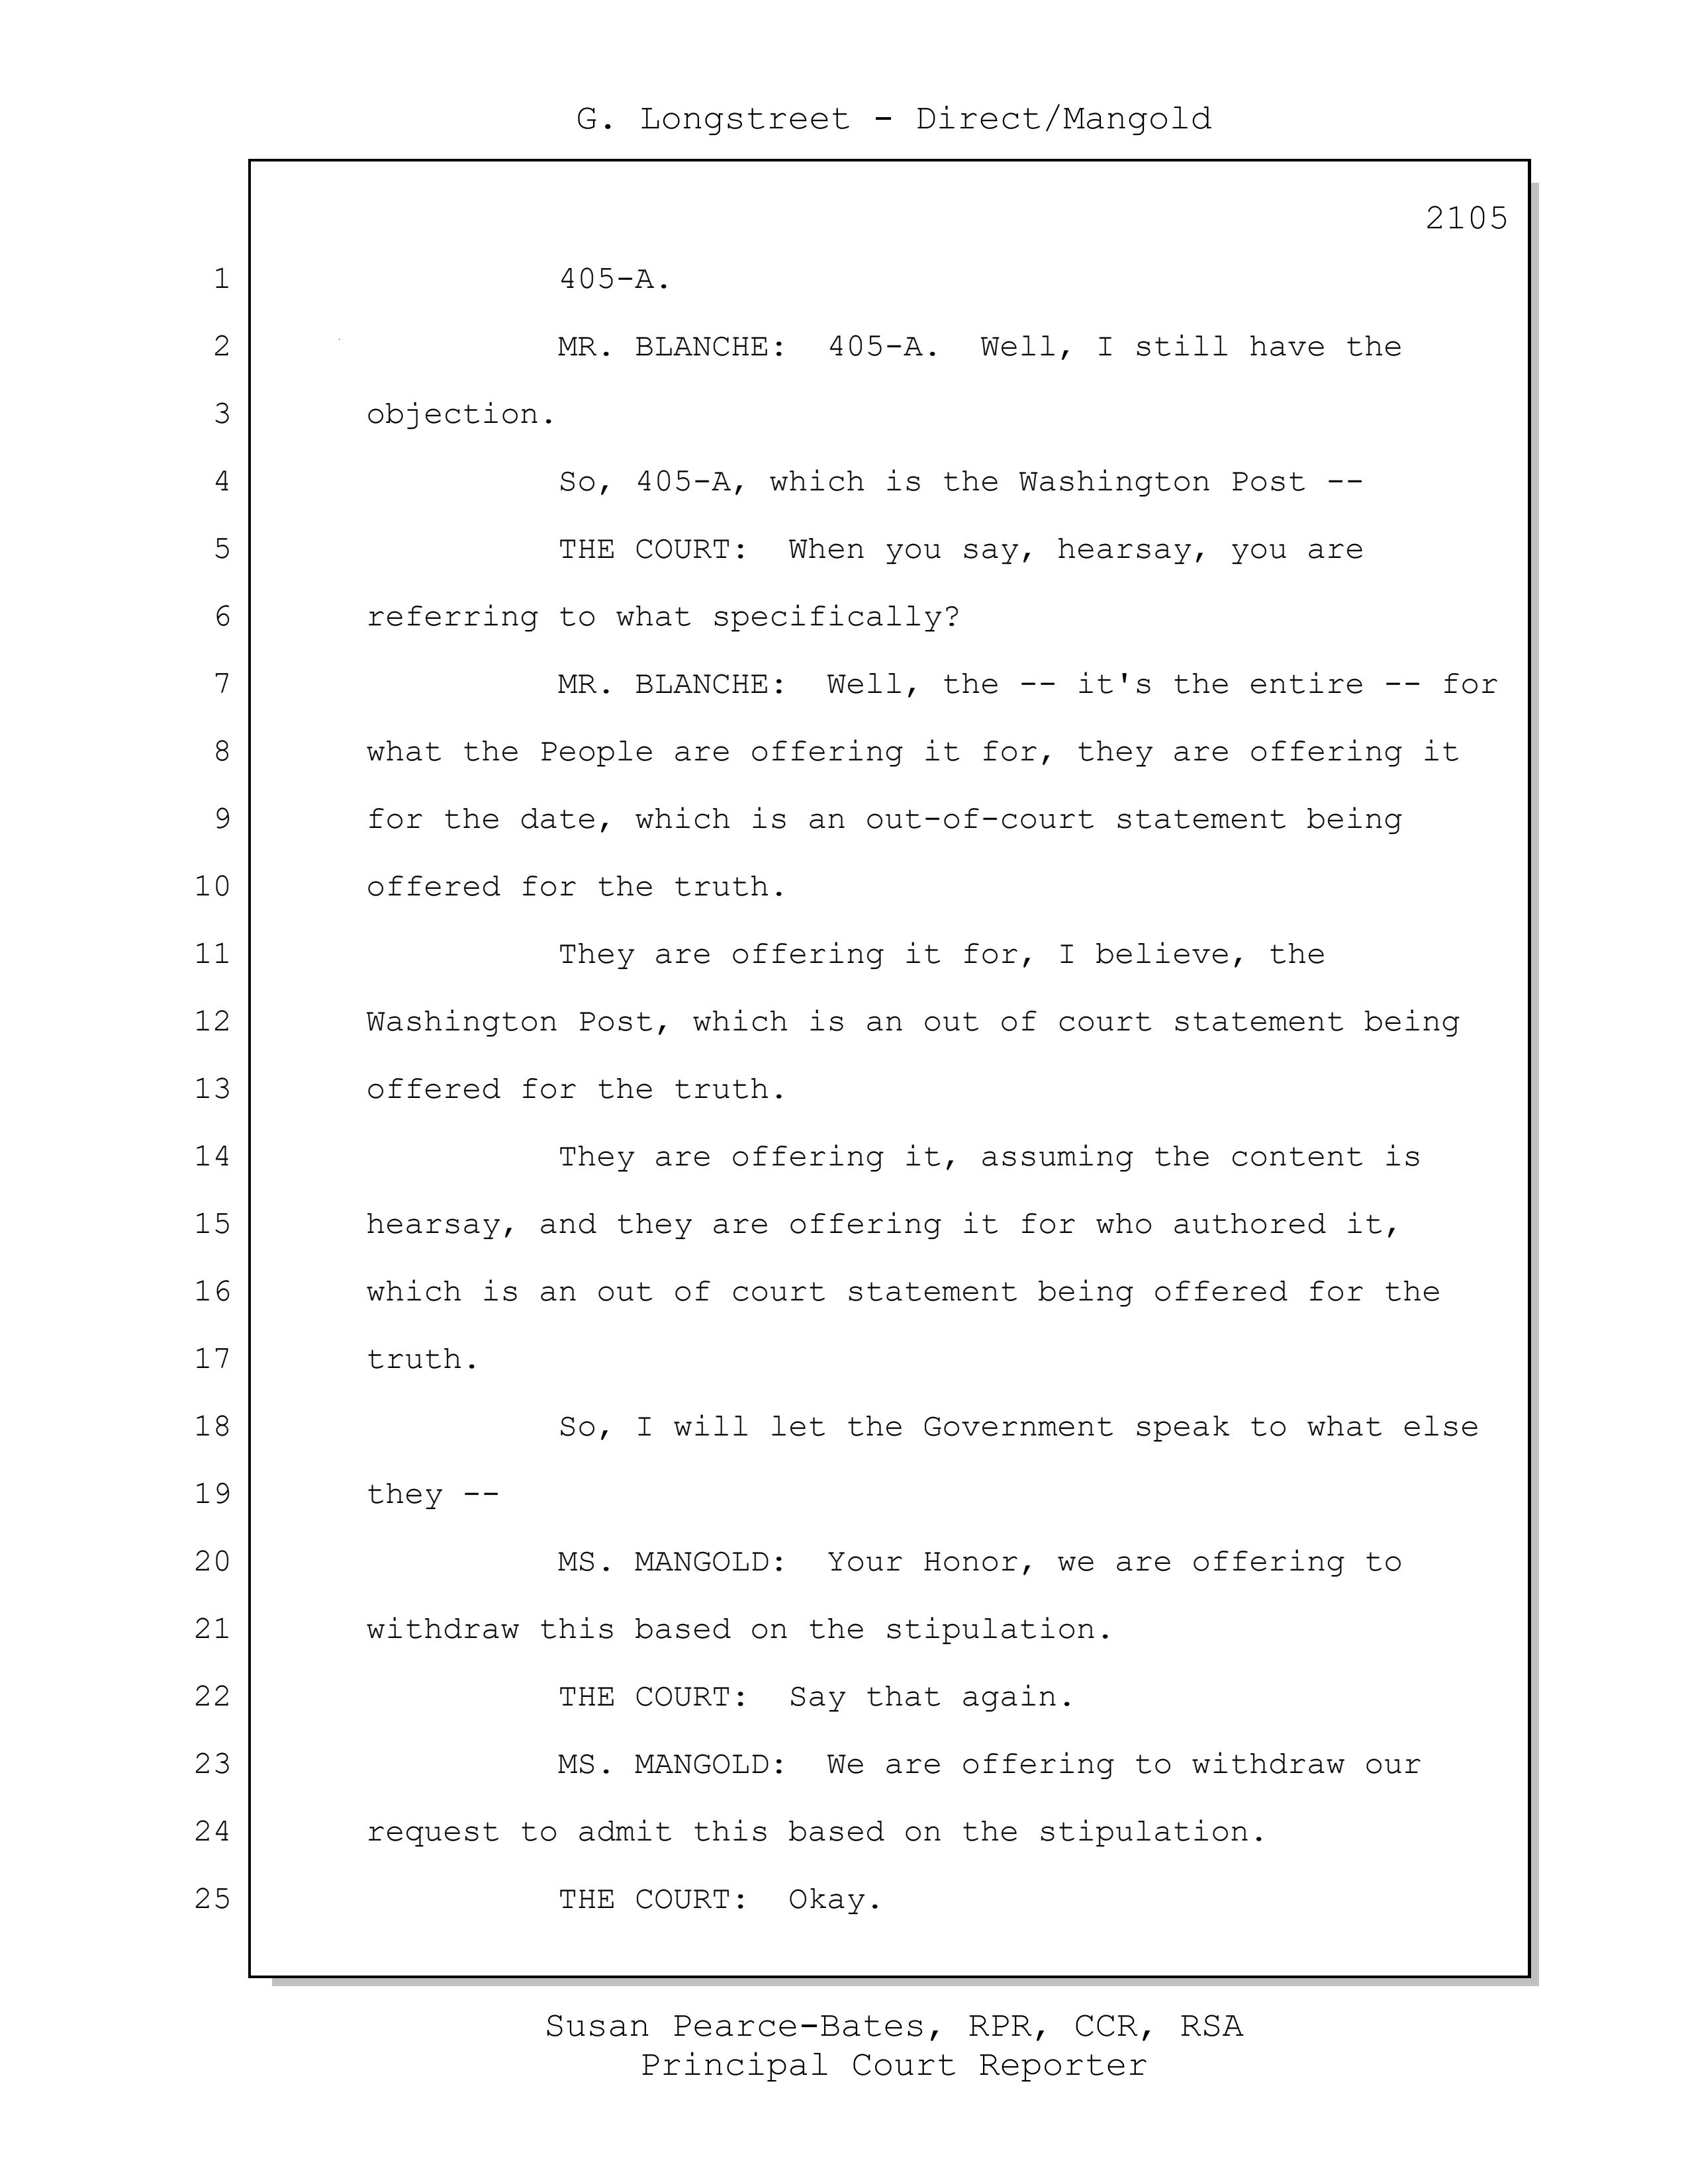 G. Longstreet - Direct/Mangold
2105
1 405-A.
2 MR. BLANCHE: 405-A. Well, I still have the
3 objection.
4 So, 405-A, which is the Washington Post --
5 THE COURT: When you say, hearsay, you are
6 referring to what specifically?
7 MR. BLANCHE: Well, the -- it's the entire -- for
8 what the People are offering it for, they are offering it
9 for the date, which is an out-of-court statement being
10 offered for the truth.
11 They are offering it for, I believe, the
12 Washington Post, which is an out of court statement being
13 offered for the truth.
14 They are offering it, assuming the content is
15 hearsay, and they are offering it for who authored it,
16 which is an out of court statement being offered for the
17 truth.
18 So, I will let the Government speak to what else
19 they --
20 MS. MANGOLD: Your Honor, we are offering to
21 withdraw this based on the stipulation.
22 THE COURT: Say that again.
23 MS. MANGOLD: We are offering to withdraw our
24 request to admit this based on the stipulation.
25 THE COURT: Okay.
Susan Pearce-Bates, RPR, CCR, RSA
Principal Court Reporter